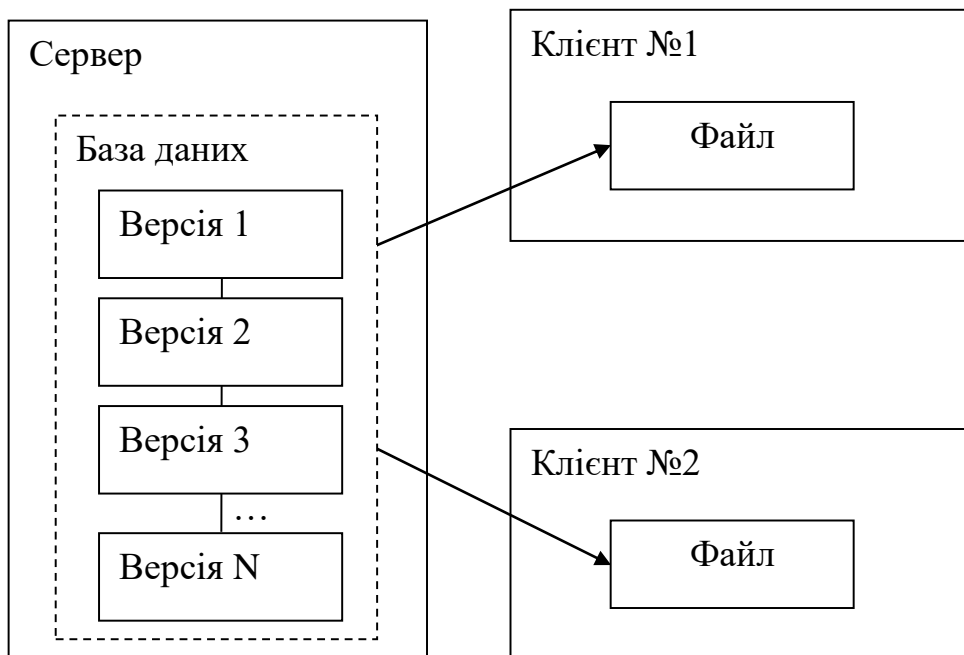 Сервер
База даних
Версія 1
Версія 2
Версія 3
…
Версія N
Клієнт №1
Файл
Клієнт №2
Файл